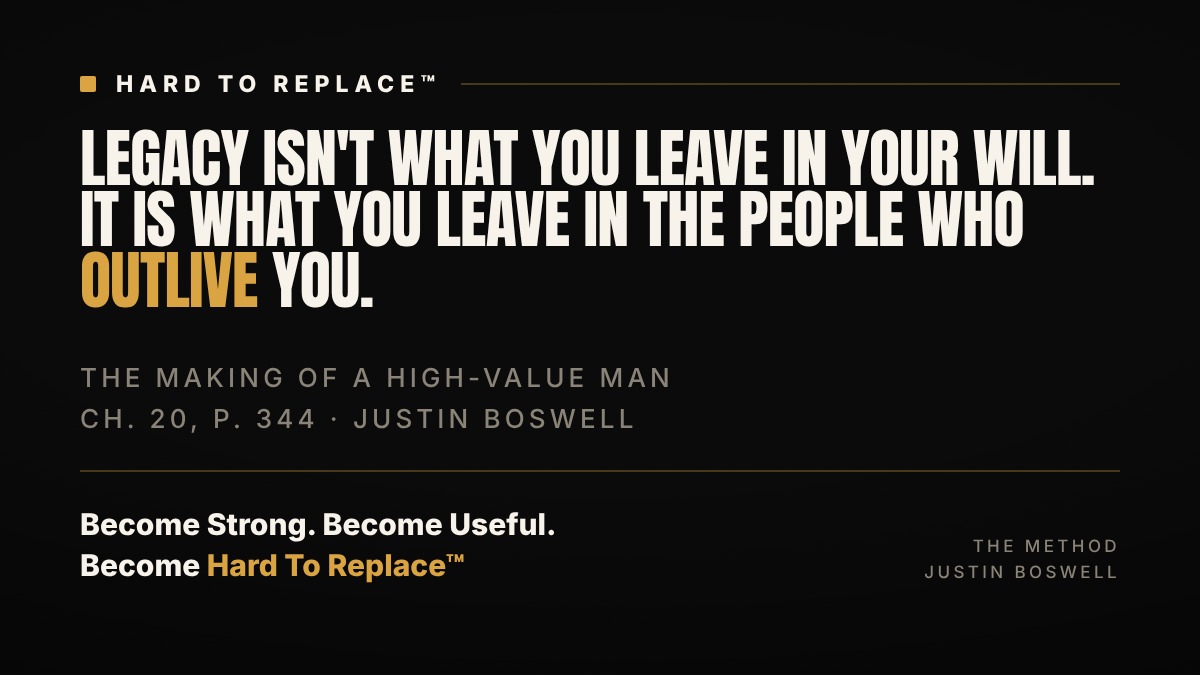 HARD TO REPLACE™
LEGACY ISN'T WHAT YOU LEAVE IN YOUR WILL.
IT IS WHAT YOU LEAVE IN THE PEOPLE WHO
OUTLIVE YOU.
THE MAKING OF A HIGH-VALUE MAN
CH. 20, P. 344 · JUSTIN BOSWELL
Become Strong. Become Useful.
Become Hard To Replace™
THE METHOD
JUSTIN BOSWELL